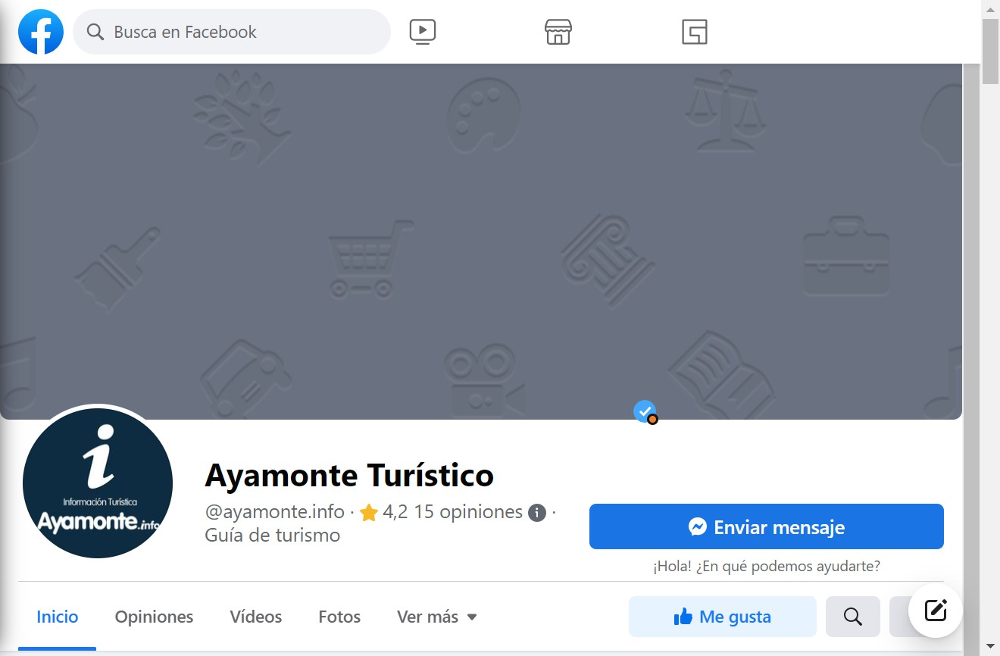 Busca en Facebook
i
Información Turística
Ayamonte.info
Ayamonte Turístico
@ayamonte.info · 4,2 15 opiniones ·
Guía de turismo
Enviar mensaje
¡Hola! ¿En qué podemos ayudarte?
Inicio Opiniones Vídeos Fotos Ver más Me gusta